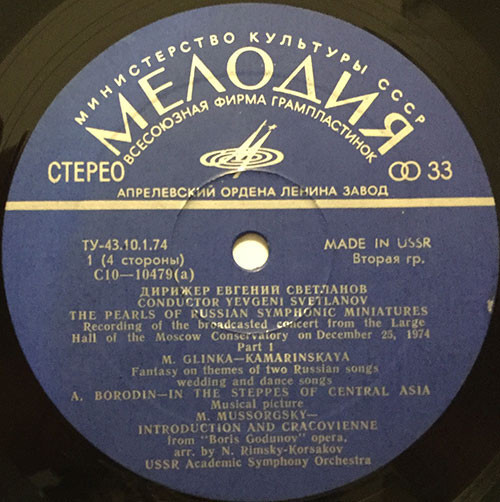 МИНИСТЕРСТВО КУЛЬТУРЫ СССР
МЕЛОДИЯ
ВСЕСОЮЗНАЯ ФИРМА ГРАМПЛАСТИНОК
СТЕРЕО
33
АПРЕЛЕВСКИЙ ОРДЕНА ЛЕНИНА ЗАВОД
ТУ-43.10.1.74
MADE IN USSR
1 (4 стороны)
Вторая гр.
С10—10479(а)
ДИРИЖЕР ЕВГЕНИЙ СВЕТЛАНОВ
CONDUCTOR YEVGENI SVETLANOV
THE PEARLS OF RUSSIAN SYMPHONIC MINIATURES
Recording of the broadcasted concert from the Large
Hall of the Moscow Conservatory on December 25, 1974
Part 1
M. GLINKA—KAMARINSKAYA
Fantasy on themes of two Russian songs
wedding and dance songs
A. BORODIN—IN THE STEPPES OF CENTRAL ASIA
Musical picture
M. MUSSORGSKY—
INTRODUCTION AND CRACOVIENNE
from "Boris Godunov" opera,
arr. by N. Rimsky-Korsakov
USSR Academic Symphony Orchestra